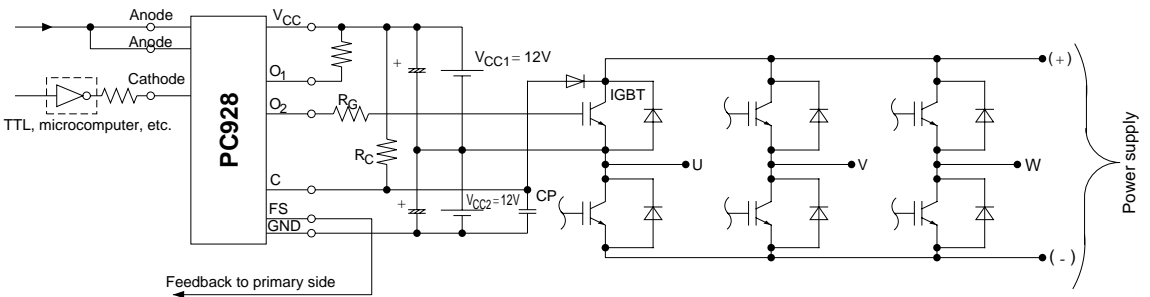 Anode
Anode
Cathode
TTL, microcomputer, etc.
PC928
VCC
O1
O2
C
FS
GND
RG
RC
+
+
VCC1 = 12V
VCC2 = 12V
CP
IGBT
U
V
W
(+)
(-)
Power supply
Feedback to primary side